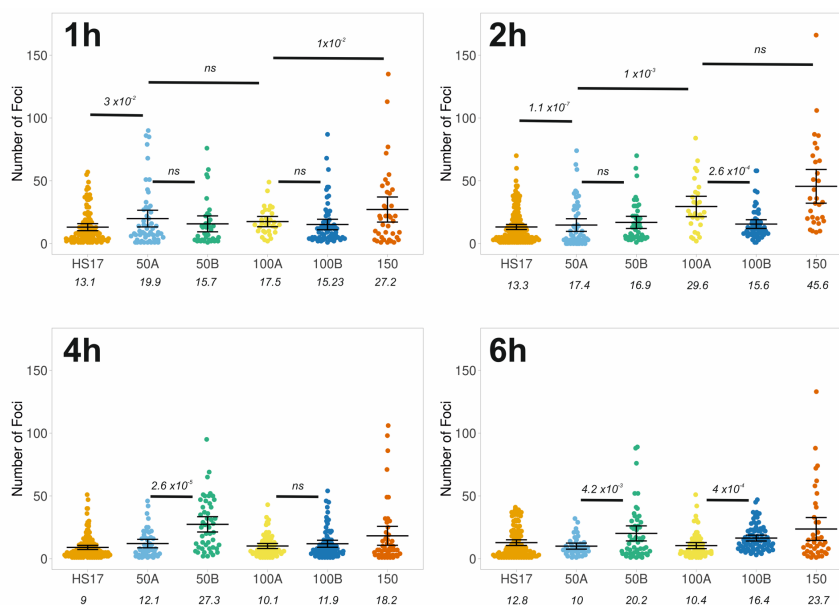 1h
2h
Number of Foci
150
100
50
0
3 x10⁻²
ns
1x10⁻²
ns
ns
HS17 50A 50B 100A 100B 150
13.1 19.9 15.7 17.5 15.23 27.2
Number of Foci
150
100
50
0
1.1 x10⁻⁷
1 x10⁻³
ns
ns
2.6 x10⁻⁴
HS17 50A 50B 100A 100B 150
13.3 17.4 16.9 29.6 15.6 45.6
4h
6h
Number of Foci
150
100
50
0
2.6 x10⁻⁵
ns
HS17 50A 50B 100A 100B 150
9 12.1 27.3 10.1 11.9 18.2
Number of Foci
150
100
50
0
4.2 x10⁻³
4 x10⁻⁴
HS17 50A 50B 100A 100B 150
12.8 10 20.2 10.4 16.4 23.7